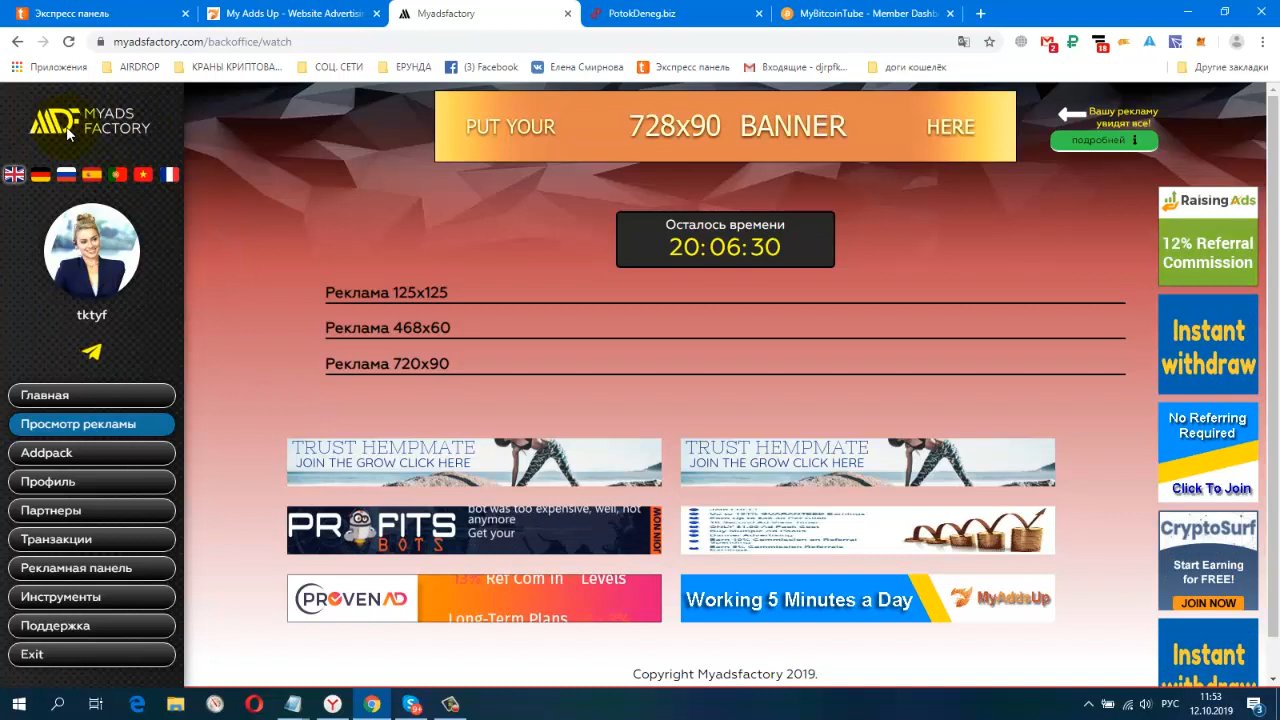 Экспресс панель
My Adds Up - Website Advertisin
Myadsfactory
PotokDeneg.biz
MyBitcoinTube - Member Dashb
myadsfactory.com/backoffice/watch
Приложения
AIRDROP
КРАНЫ КРИПТОВА...
СОЦ. СЕТИ
ЕРУНДА
Facebook
Елена Смирнова
Экспресс панель
Входящие - djrpfk...
доги кошелёк
Другие закладки
MYADS
FACTORY
PUT YOUR
728x90 BANNER
HERE
Вашу рекламу
увидят все!
подробней
Осталось времени
20:06:30
Реклама 125x125
Реклама 468x60
Реклама 720x90
tktyf
Главная
Просмотр рекламы
Addpack
Профиль
Партнеры
Транзакции
Рекламная панель
Инструменты
Поддержка
Exit
TRUST HEMPMATE
JOIN THE GROW CLICK HERE
TRUST HEMPMATE
JOIN THE GROW CLICK HERE
PROFITS
BOTS
bot was too expensive, well, not
anymore
Get your
JOIN NOW
PROVEN AD
13% Ref Com in Levels
Long-Term Plans
Working 5 Minutes a Day
MyAddsUp
Raising Ads
12% Referral
Commission
Instant
withdraw
No Referring
Required
Click To Join
CryptoSurf
Start Earning
for FREE!
JOIN NOW
Instant
withdraw
Copyright Myadsfactory 2019.
РУС
11:53
12.10.2019